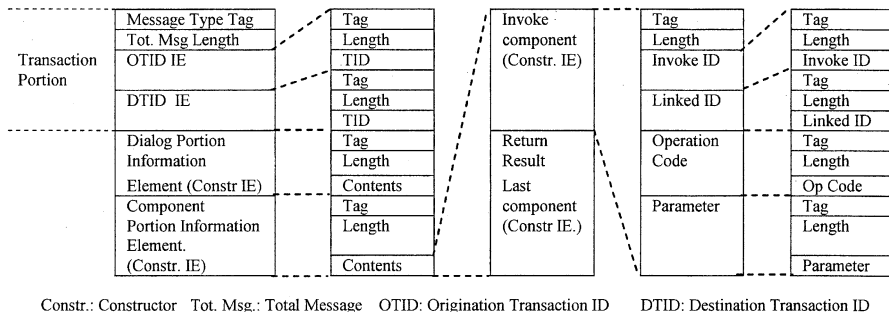 Transaction
Portion
Message Type Tag
Tot. Msg Length
OTID IE
DTID IE
Dialog Portion
Information
Element (Constr IE)
Component
Portion Information
Element.
(Constr. IE)
Tag
Length
TID
Tag
Length
TID
Tag
Length
Contents
Tag
Length
Contents
Invoke
component
(Constr. IE)
Return
Result
Last
component
(Constr IE.)
Tag
Length
Invoke ID
Linked ID
Operation
Code
Parameter
Tag
Length
Invoke ID
Tag
Length
Linked ID
Tag
Length
Op Code
Tag
Length
Parameter
Constr.: Constructor Tot. Msg.: Total Message OTID: Origination Transaction ID DTID: Destination Transaction ID